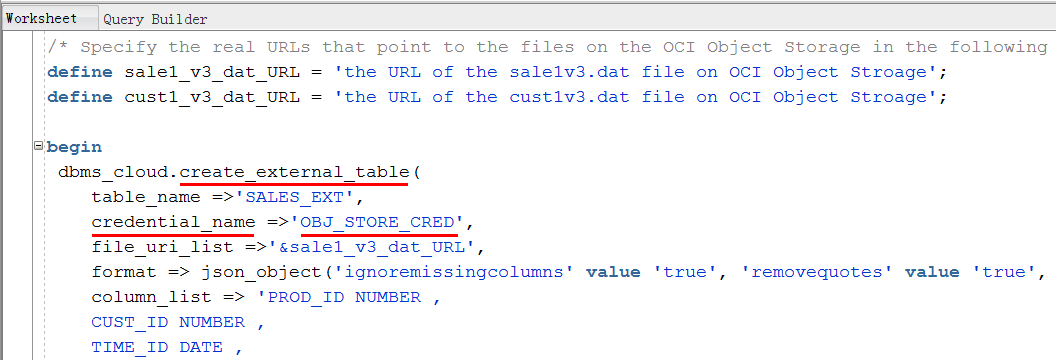 Worksheet Query Builder
/* Specify the real URLs that point to the files on the OCI Object Storage in the following
define sale1_v3_dat_URL = 'the URL of the sale1v3.dat file on OCI Object Stroage';
define cust1_v3_dat_URL = 'the URL of the cust1v3.dat file on OCI Object Stroage';
begin
dbms_cloud.create_external_table(
table_name =>'SALES_EXT',
credential_name =>'OBJ_STORE_CRED',
file_uri_list =>'&sale1_v3_dat_URL',
format => json_object('ignoremissingcolumns' value 'true', 'removequotes' value 'true',
column_list => 'PROD_ID NUMBER ,
CUST_ID NUMBER ,
TIME_ID DATE ,